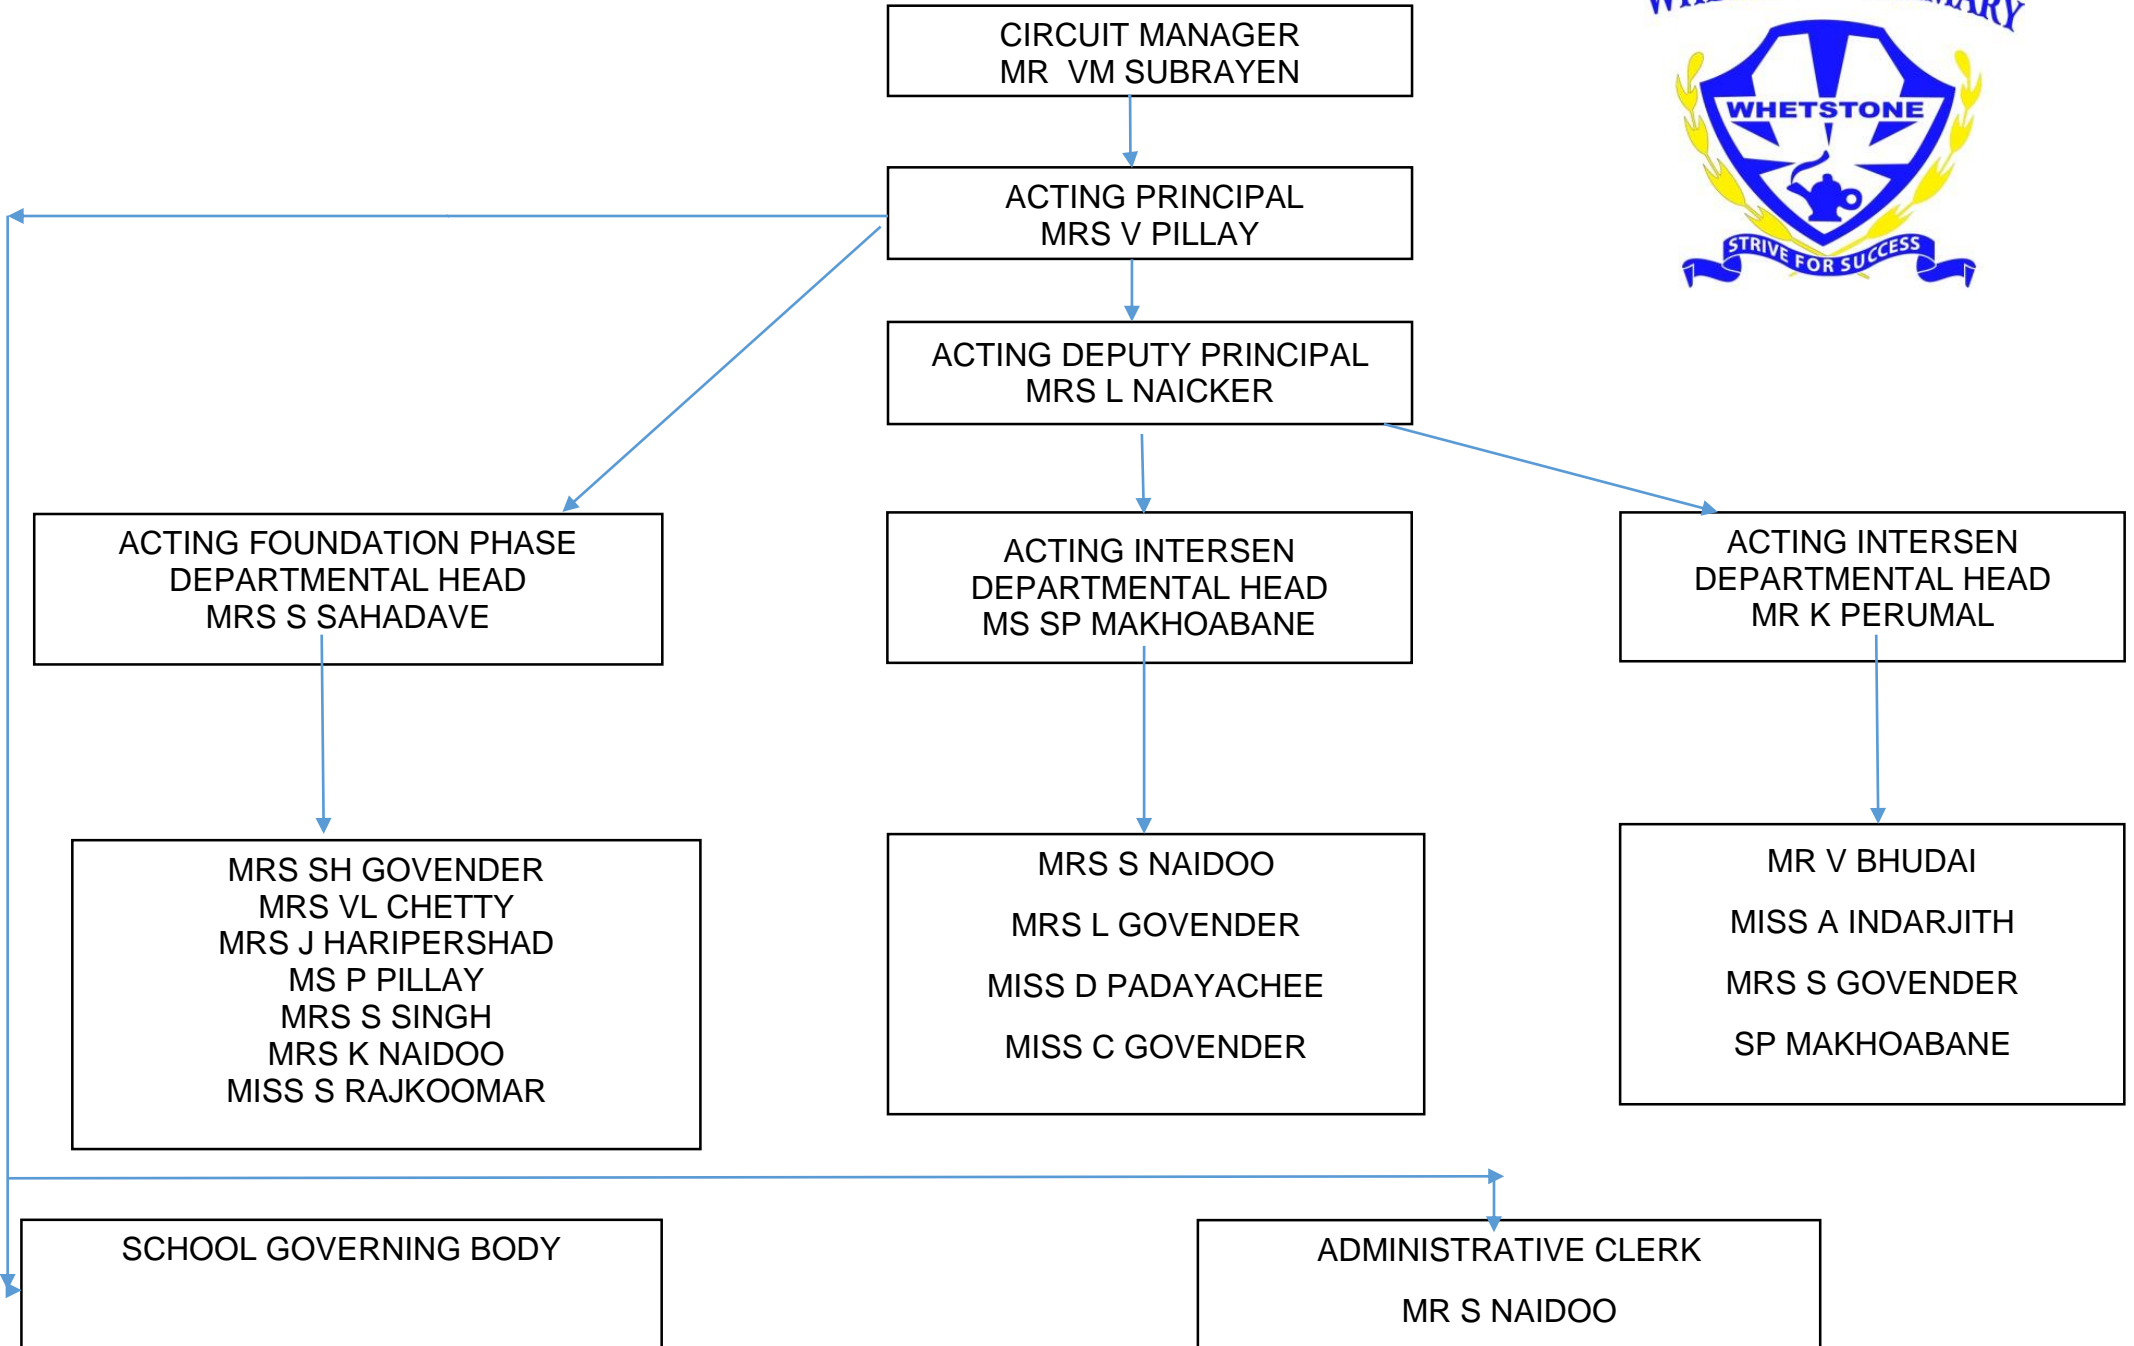 CIRCUIT MANAGER
MR VM SUBRAYEN
WHETSTONE
STRIVE FOR SUCCESS
ACTING PRINCIPAL
MRS V PILLAY
ACTING DEPUTY PRINCIPAL
MRS L NAICKER
ACTING FOUNDATION PHASE
DEPARTMENTAL HEAD
MRS S SAHADAVE
ACTING INTERSEN
DEPARTMENTAL HEAD
MS SP MAKHOABANE
ACTING INTERSEN
DEPARTMENTAL HEAD
MR K PERUMAL
MRS SH GOVENDER
MRS VL CHETTY
MRS J HARIPERSHAD
MS P PILLAY
MRS S SINGH
MRS K NAIDOO
MISS S RAJKOOMAR
MRS S NAIDOO
MRS L GOVENDER
MISS D PADAYACHEE
MISS C GOVENDER
MR V BHUDAI
MISS A INDARJITH
MRS S GOVENDER
SP MAKHOABANE
SCHOOL GOVERNING BODY
ADMINISTRATIVE CLERK
MR S NAIDOO